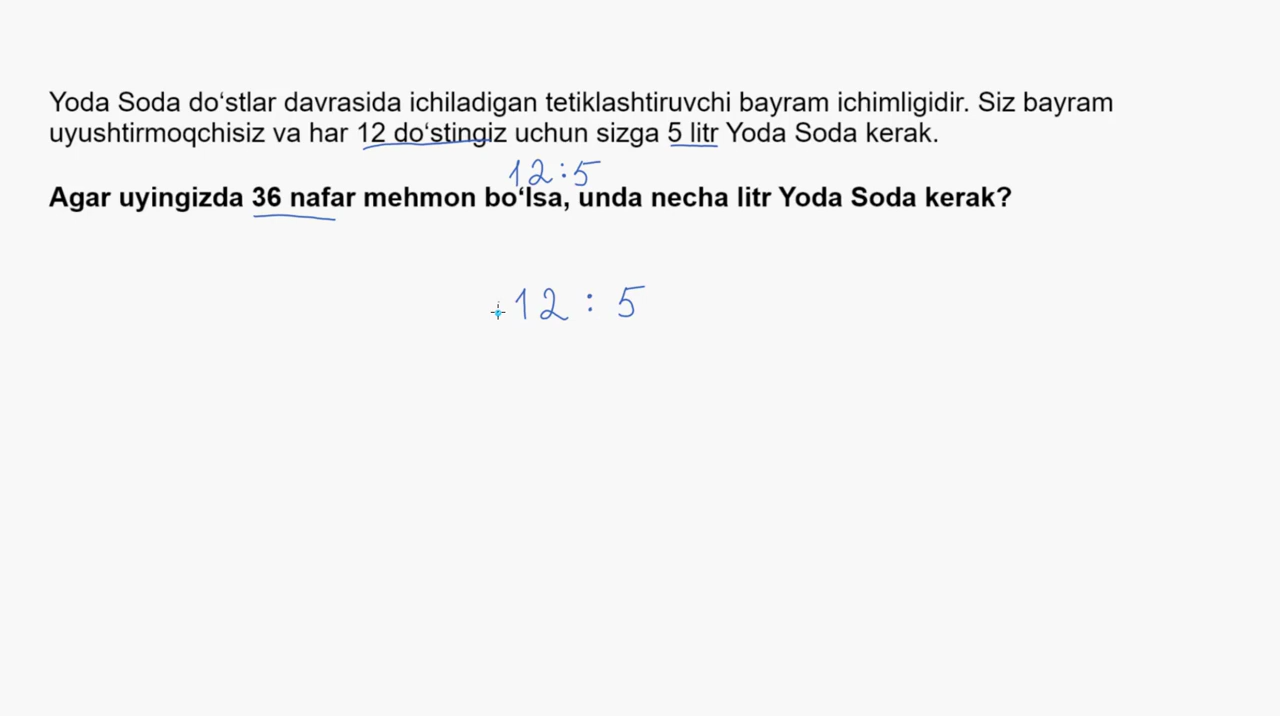 Yoda Soda do‘stlar davrasida ichiladigan tetiklashtiruvchi bayram ichimligidir. Siz bayram
uyushtirmoqchisiz va har 12 do‘stingiz uchun sizga 5 litr Yoda Soda kerak.
12:5
Agar uyingizda 36 nafar mehmon bo‘lsa, unda necha litr Yoda Soda kerak?
12 : 5